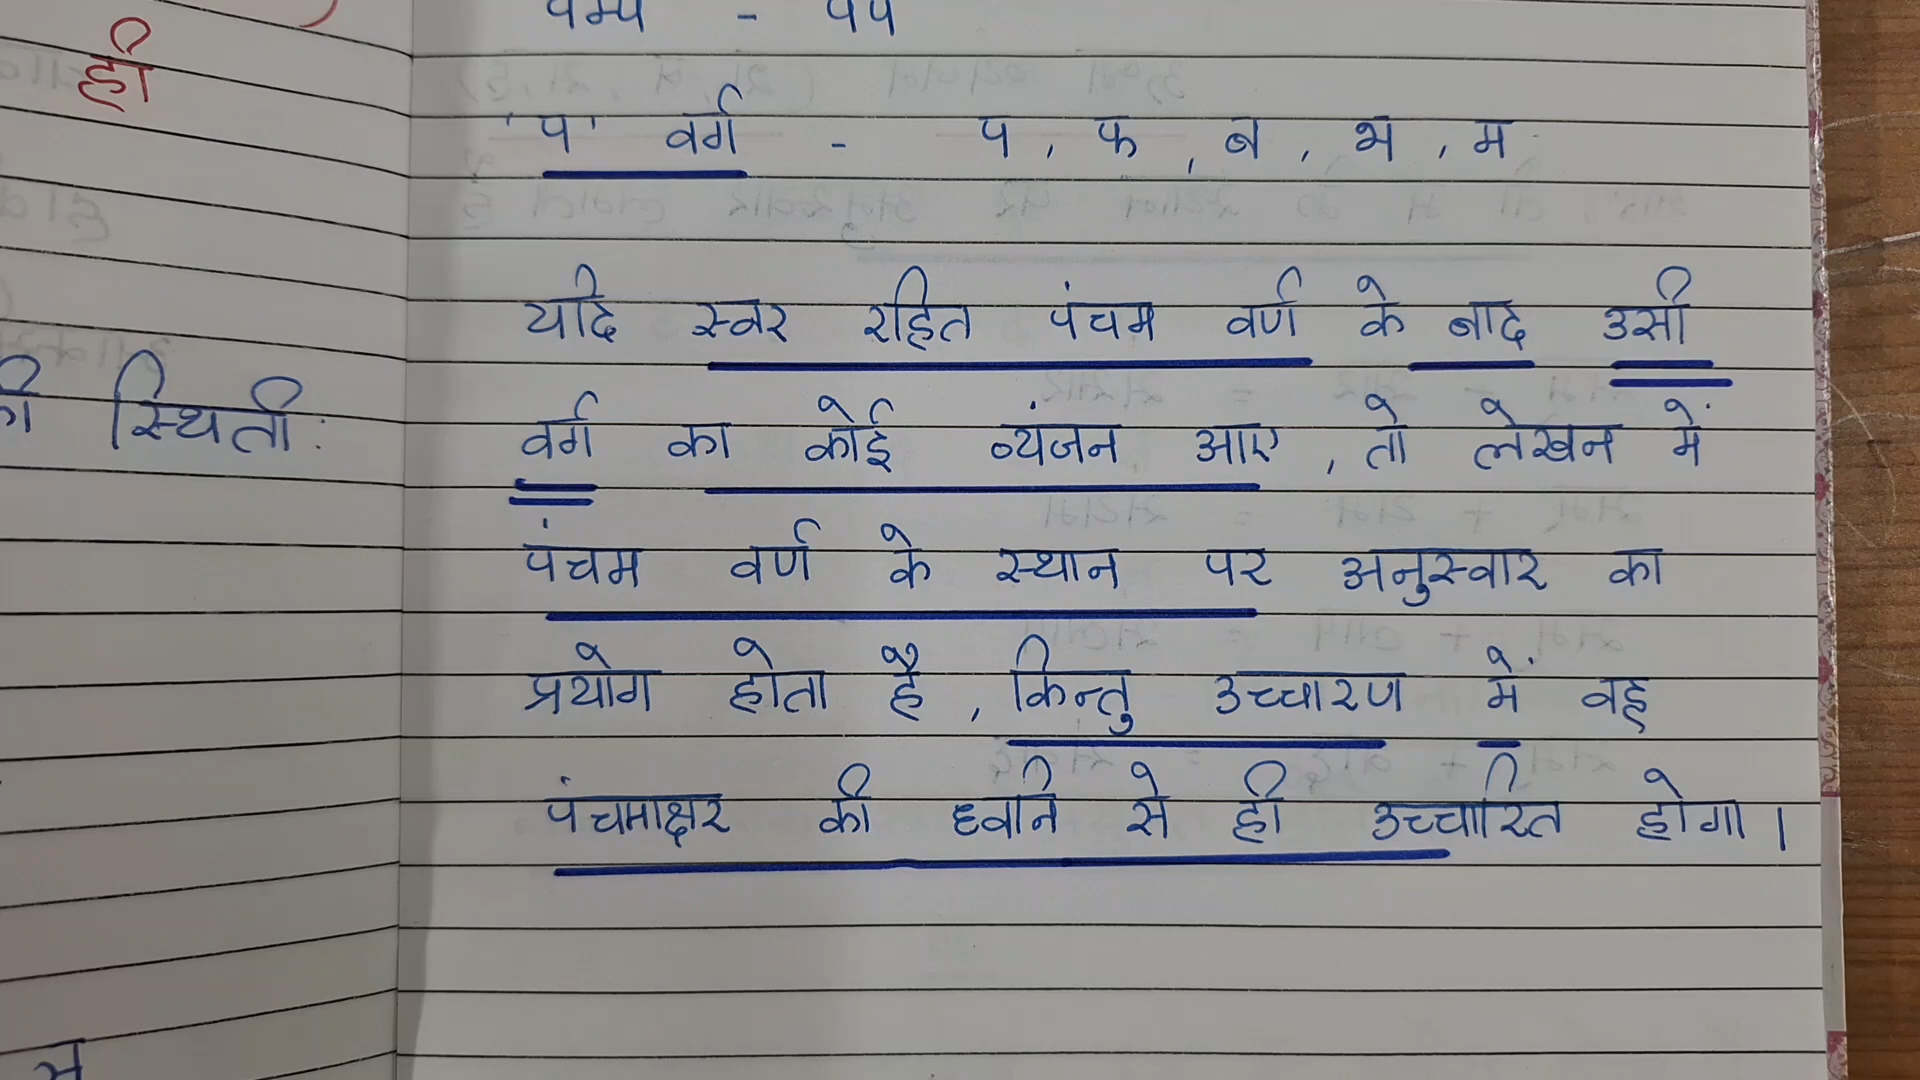 ही
स्थिती:
पम्प - पंप
'प' वर्ग - प, फ, ब, भ, म
यदि स्वर रहित पंचम वर्ण के बाद उसी
वर्ग का कोई व्यंजन आए, तो लेखन में
पंचम वर्ण के स्थान पर अनुस्वार का
प्रयोग होता है, किन्तु उच्चारण में वह
पंचमाक्षर की ध्वनि से ही उच्चारित होगा।